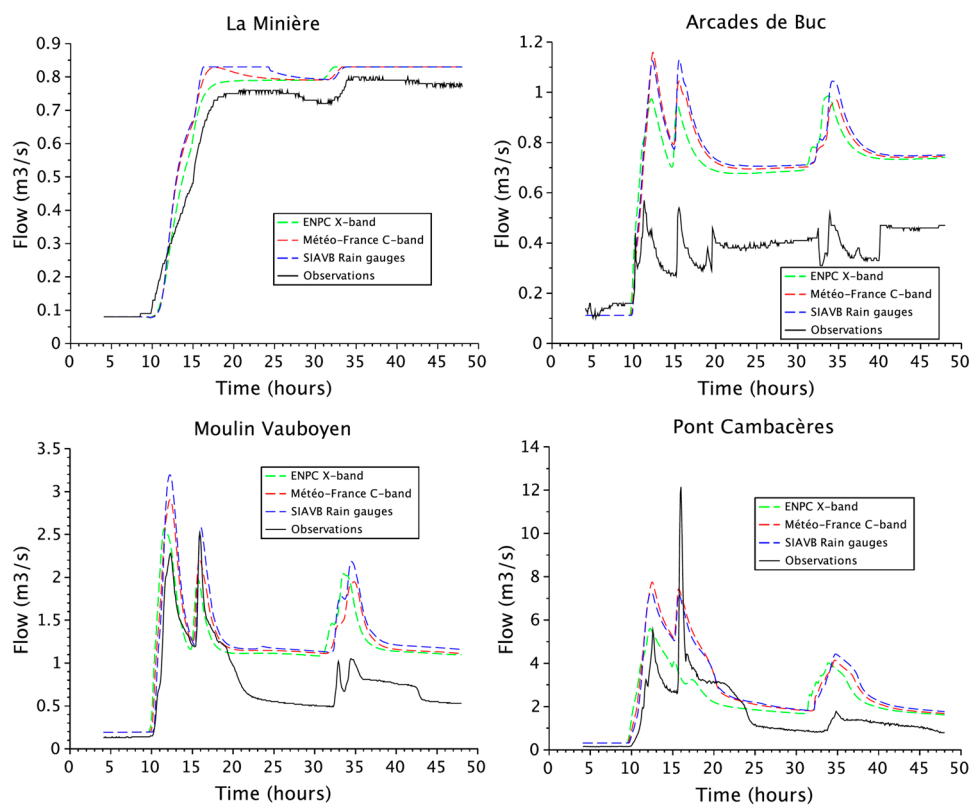 La Minière
Flow (m3/s)
0.9
0.8
0.7
0.6
0.5
0.4
0.3
0.2
0.1
0
ENPC X-band
Météo-France C-band
SIAVB Rain gauges
Observations
0 5 10 15 20 25 30 35 40 45 50
Time (hours)
Arcades de Buc
Flow (m3/s)
1.2
1
0.8
0.6
0.4
0.2
0
ENPC X-band
Météo-France C-band
SIAVB Rain gauges
Observations
0 5 10 15 20 25 30 35 40 45 50
Time (hours)
Moulin Vauboyen
Flow (m3/s)
3.5
3
2.5
2
1.5
1
0.5
0
ENPC X-band
Météo-France C-band
SIAVB Rain gauges
Observations
0 5 10 15 20 25 30 35 40 45 50
Time (hours)
Pont Cambacères
Flow (m3/s)
14
12
10
8
6
4
2
0
ENPC X-band
Météo-France C-band
SIAVB Rain gauges
Observations
0 5 10 15 20 25 30 35 40 45 50
Time (hours)